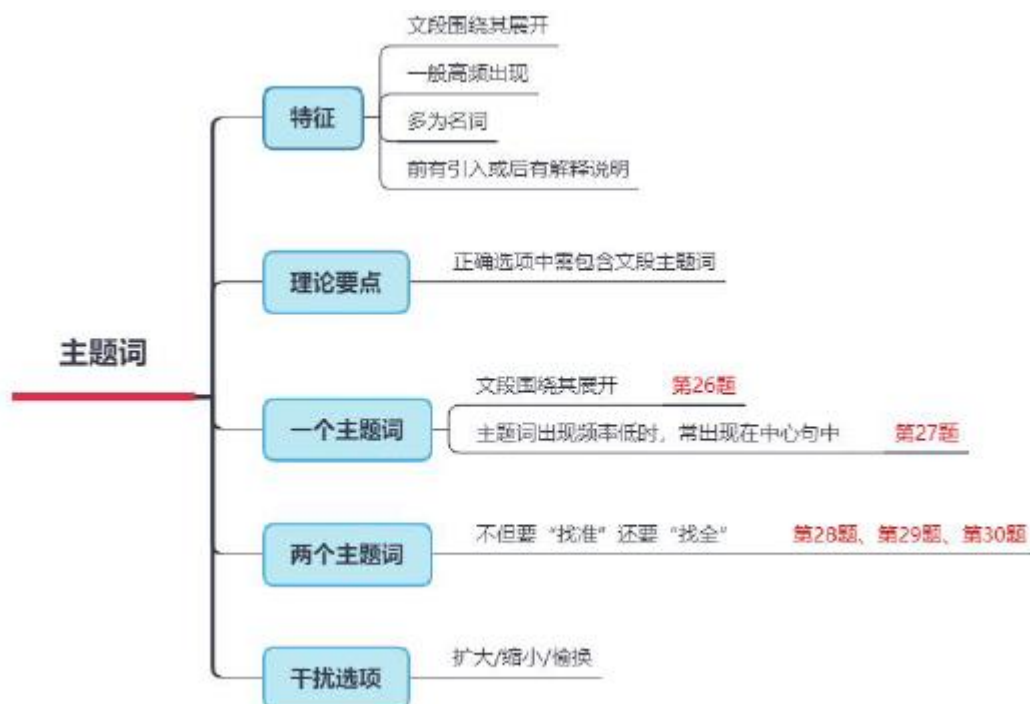 文段围绕其展开
一般高频出现
特征
多为名词
前有引入或后有解释说明
理论要点
正确选项中需包含文段主题词
主题词
一个主题词
文段围绕其展开 第26题
主题词出现频率低时，常出现在中心句中 第27题
两个主题词
不但要“找准”还要“找全” 第28题、第29题、第30题
干扰选项
扩大/缩小/偷换